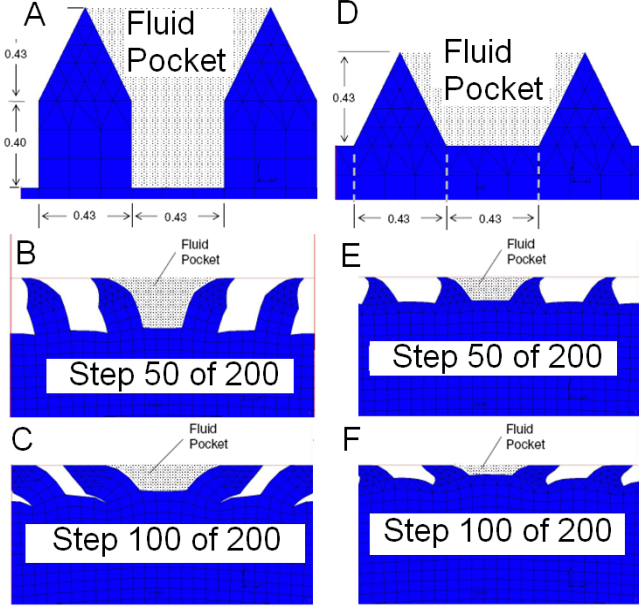 A
Fluid
Pocket
0.43
0.40
0.43
0.43
D
Fluid
Pocket
0.43
0.43
0.43
B
Fluid
Pocket
Step 50 of 200
E
Fluid
Pocket
Step 50 of 200
C
Fluid
Pocket
Step 100 of 200
F
Fluid
Pocket
Step 100 of 200